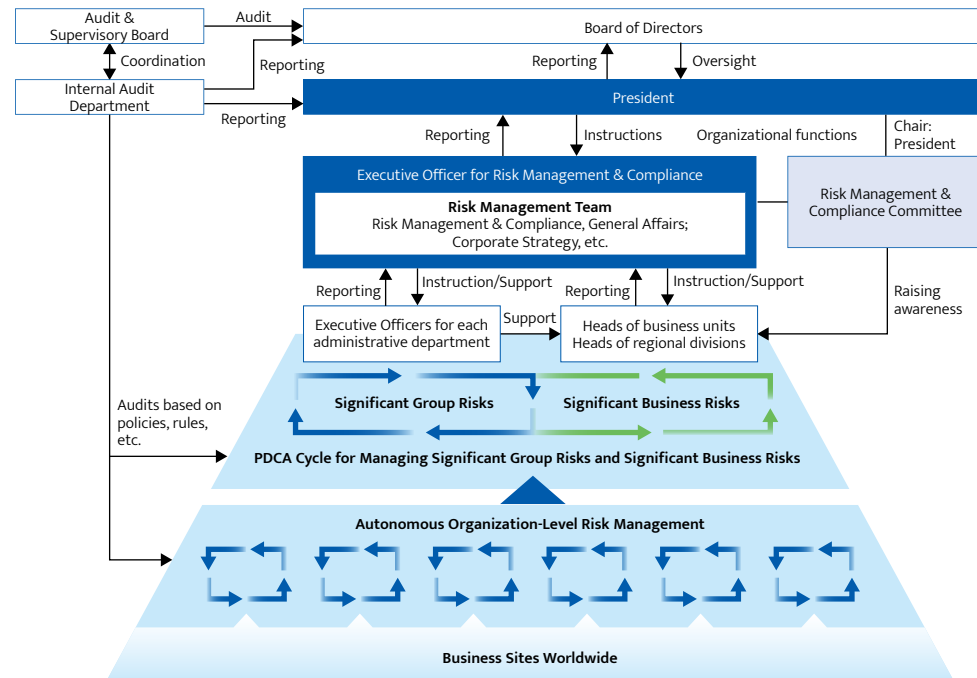 Audit &
Supervisory Board
Audit
Board of Directors
Coordination
Reporting
Reporting
Oversight
Internal Audit
Department
Reporting
President
Reporting
Instructions
Organizational functions
Chair:
President
Executive Officer for Risk Management & Compliance
Risk Management Team
Risk Management & Compliance, General Affairs;
Corporate Strategy, etc.
Risk Management &
Compliance Committee
Reporting
Instruction/Support
Reporting
Instruction/Support
Raising
awareness
Executive Officers for each
administrative department
Support
Heads of business units
Heads of regional divisions
Significant Group Risks
Significant Business Risks
Audits based on
policies, rules,
etc.
PDCA Cycle for Managing Significant Group Risks and Significant Business Risks
Autonomous Organization-Level Risk Management
Business Sites Worldwide